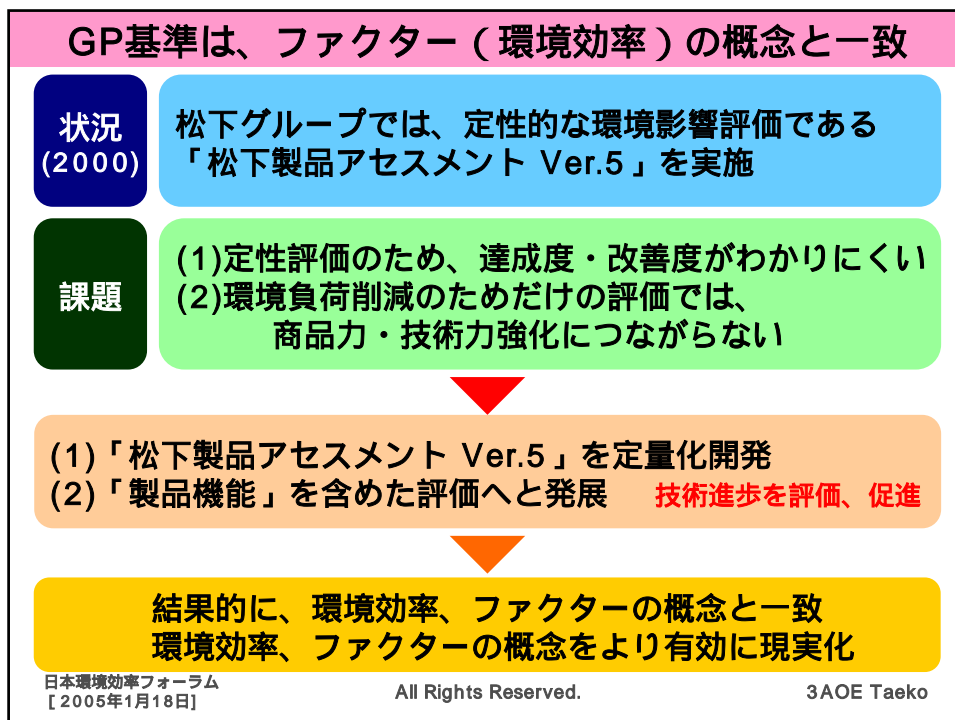 GP基準は、ファクター（環境効率）の概念と一致
状況
(2000)
松下グループでは、定性的な環境影響評価である
「松下製品アセスメント Ver.5」を実施
課題
(1)定性評価のため、達成度・改善度がわかりにくい
(2)環境負荷削減のためだけの評価では、
商品力・技術力強化につながらない
(1)「松下製品アセスメント Ver.5」を定量化開発
(2)「製品機能」を含めた評価へと発展 技術進歩を評価、促進
結果的に、環境効率、ファクターの概念と一致
環境効率、ファクターの概念をより有効に現実化
日本環境効率フォーラム
[ 2005年1月18日]
All Rights Reserved.
3AOE Taeko